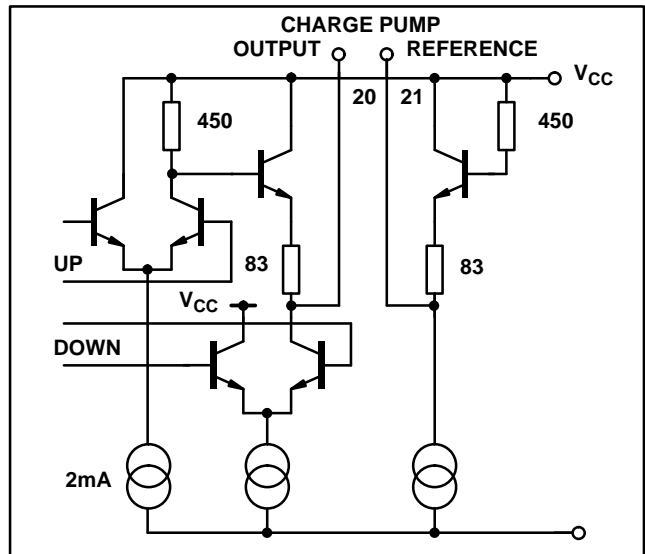 CHARGE PUMP
OUTPUT REFERENCE
20 21 VCC
450 450
UP 83 83
VCC
DOWN
2mA